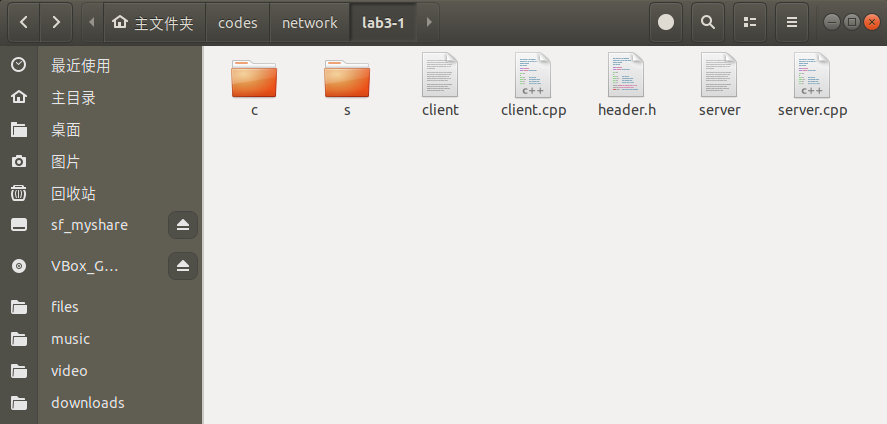 主文件夹 codes network lab3-1
最近使用
主目录
桌面
图片
回收站
sf_myshare
VBox_G...
files
music
video
downloads
c s client client.cpp header.h server server.cpp
c++ c++